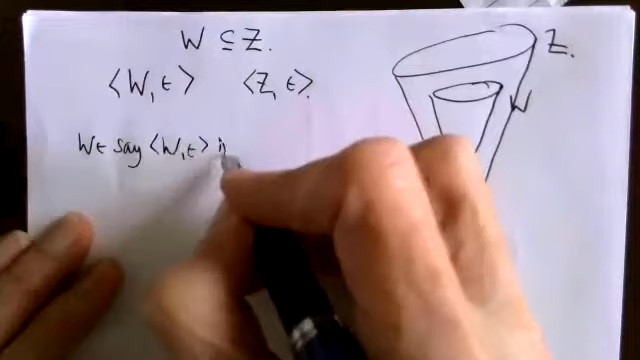 W ⊆ Z.
⟨W, ε⟩ ⟨Z, ε⟩.
Z.
W
We say ⟨W, ε⟩ i